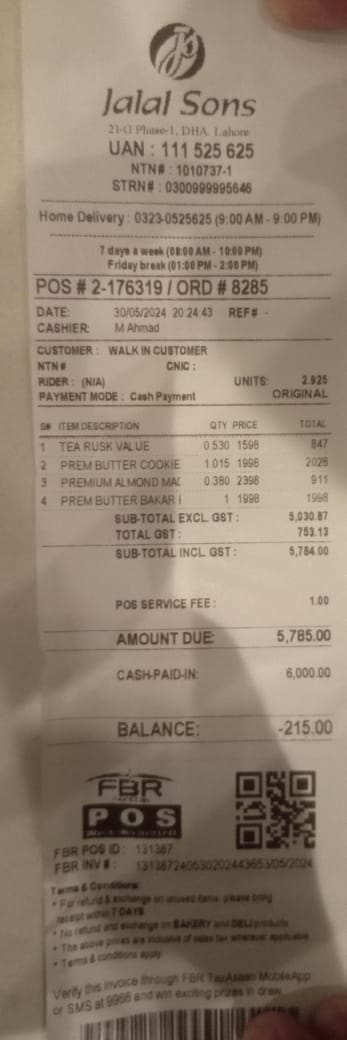 Jalal Sons
21-G Phase-1, DHA. Lahore
UAN : 111 525 625
NTN# : 1010737-1
STRN# : 0300999995646
Home Delivery : 0323-0525625 (9:00 AM - 9:00 PM)
7 days a week (08:00 AM - 10:00 PM)
Friday break (01:00 PM - 2:00 PM)
POS # 2-176319 / ORD # 8285
DATE: 30/05/2024 20:24:43 REF# -
CASHIER: M Ahmad
CUSTOMER : WALK IN CUSTOMER
NTN# CNIC :
RIDER : (N/A) UNITS: 2.925
PAYMENT MODE : Cash Payment ORIGINAL
S# ITEM DESCRIPTION QTY PRICE TOTAL
1 TEA RUSK VALUE 0.530 1598 847
2 PREM BUTTER COOKIE 1.015 1998 2028
3 PREMIUM ALMOND MAC 0.380 2398 911
4 PREM BUTTER BAKAR 1 1998 1998
SUB-TOTAL EXCL. GST : 5,030.87
TOTAL GST : 753.13
SUB-TOTAL INCL. GST : 5,784.00
POS SERVICE FEE : 1.00
AMOUNT DUE: 5,785.00
CASH-PAID-IN: 6,000.00
BALANCE: -215.00
FBR
POS
FBR POS ID : 131367
FBR INV # :
Terms & Conditions:
• For refund & exchange on unused items, please bring
receipt within 7 DAYS
• No refund and exchange on BAKERY and DELI products
• The above prices are inclusive of sales tax wherever applicable
• Terms & conditions apply
Verify this invoice through FBR TaxAsaan MobileApp
or SMS at 9966 and win exciting prizes in draw